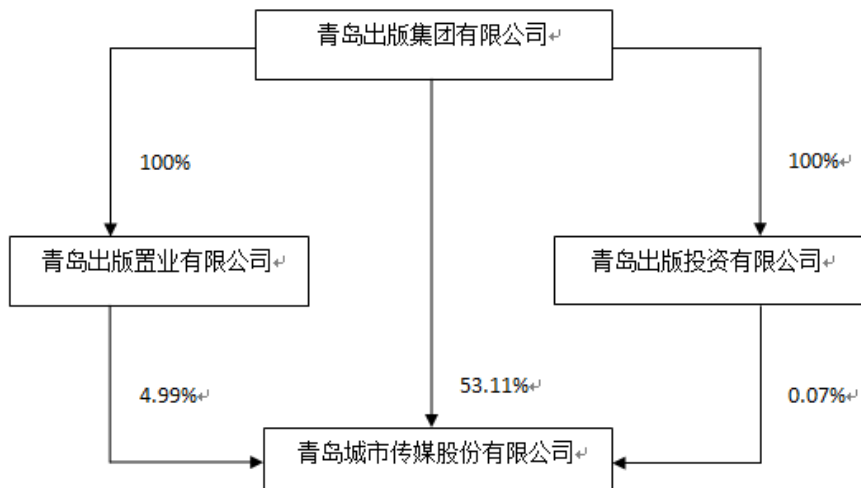 青岛出版集团有限公司
100%
100%
青岛出版置业有限公司
青岛出版投资有限公司
4.99%
53.11%
0.07%
青岛城市传媒股份有限公司